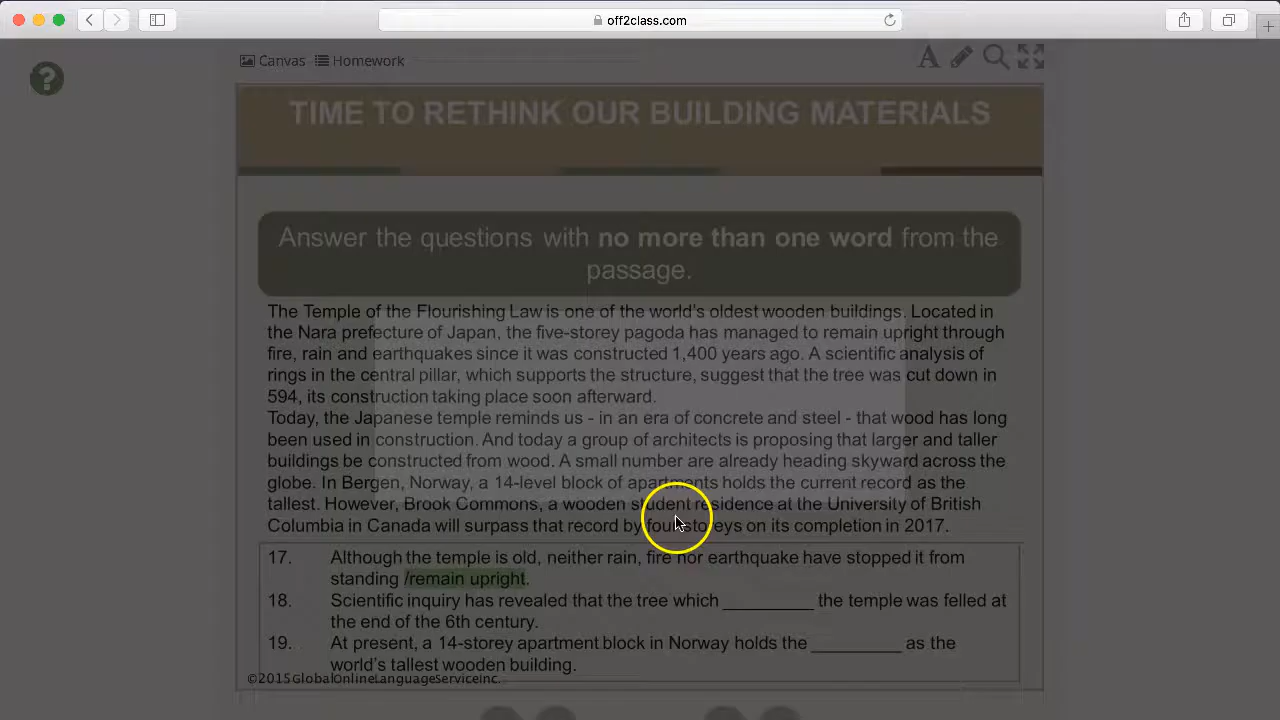 off2class.com
Canvas Homework
TIME TO RETHINK OUR BUILDING MATERIALS
Answer the questions with no more than one word from the
passage.
The Temple of the Flourishing Law is one of the world's oldest wooden buildings. Located in
the Nara prefecture of Japan, the five-storey pagoda has managed to remain upright through
fire, rain and earthquakes since it was constructed 1,400 years ago. A scientific analysis of
rings in the central pillar, which supports the structure, suggest that the tree was cut down in
594, its construction taking place soon afterward.
Today, the Japanese temple reminds us - in an era of concrete and steel - that wood has long
been used in construction. And today a group of architects is proposing that larger and taller
buildings be constructed from wood. A small number are already heading skyward across the
globe. In Bergen, Norway, a 14-level block of apartments holds the current record as the
tallest. However, Brook Commons, a wooden student residence at the University of British
Columbia in Canada will surpass that record by four storeys on its completion in 2017.
17. Although the temple is old, neither rain, fire nor earthquake have stopped it from
standing /remain upright.
18. Scientific inquiry has revealed that the tree which _________ the temple was felled at
the end of the 6th century.
19. At present, a 14-storey apartment block in Norway holds the _________ as the
world's tallest wooden building.
©2015GlobalOnlineLanguageServiceInc.